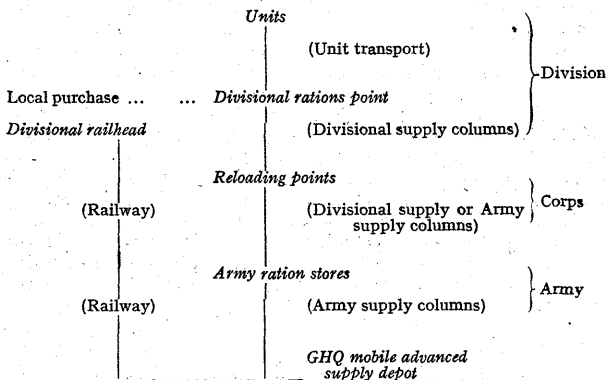 Units
(Unit transport)
Division
Local purchase ... ... Divisional rations point
Divisional railhead (Divisional supply columns)
Reloading points
(Railway) (Divisional supply or Army
supply columns)
Corps
Army ration stores
(Railway) (Army supply columns)
Army
GHQ mobile advanced
supply depot